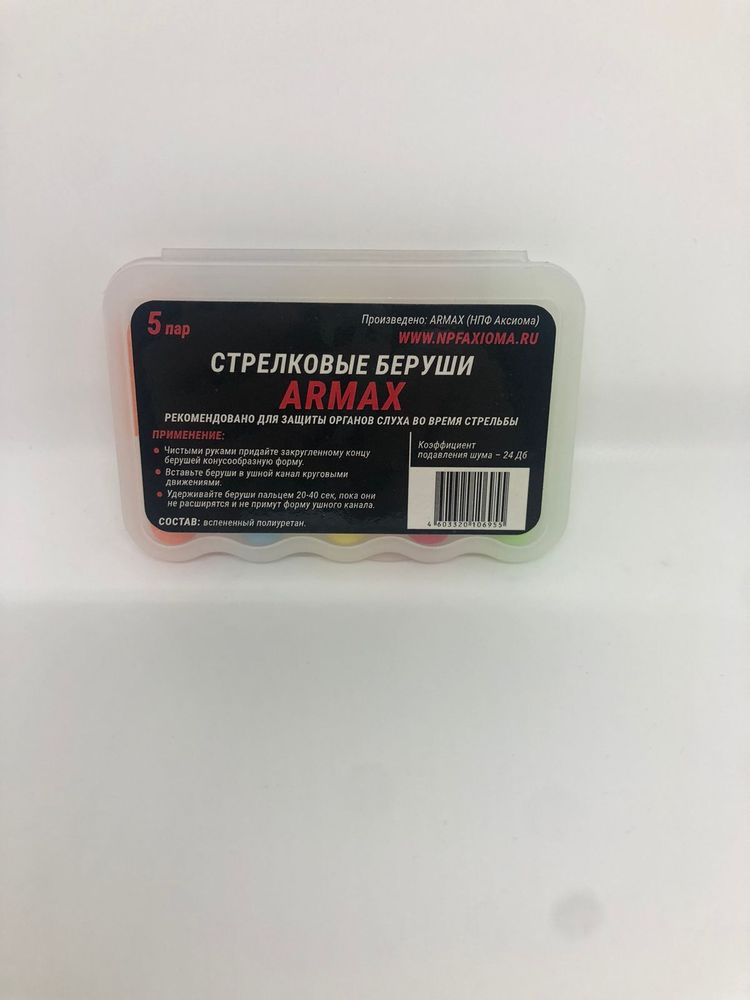 5 пар
Произведено: ARMAX (НПФ Аксиома)
WWW.NPFAXIOMA.RU
СТРЕЛКОВЫЕ БЕРУШИ
ARMAX
РЕКОМЕНДОВАНО ДЛЯ ЗАЩИТЫ ОРГАНОВ СЛУХА ВО ВРЕМЯ СТРЕЛЬБЫ
ПРИМЕНЕНИЕ:
• Чистыми руками придайте закругленному концу
берушей конусообразную форму.
• Вставьте беруши в ушной канал круговыми
движениями.
• Удерживайте беруши пальцем 20-40 сек, пока они
не расширятся и не примут форму ушного канала.
СОСТАВ: вспененный полиуретан.
Коэффициент
подавления шума – 24 Дб
4 603320 106955